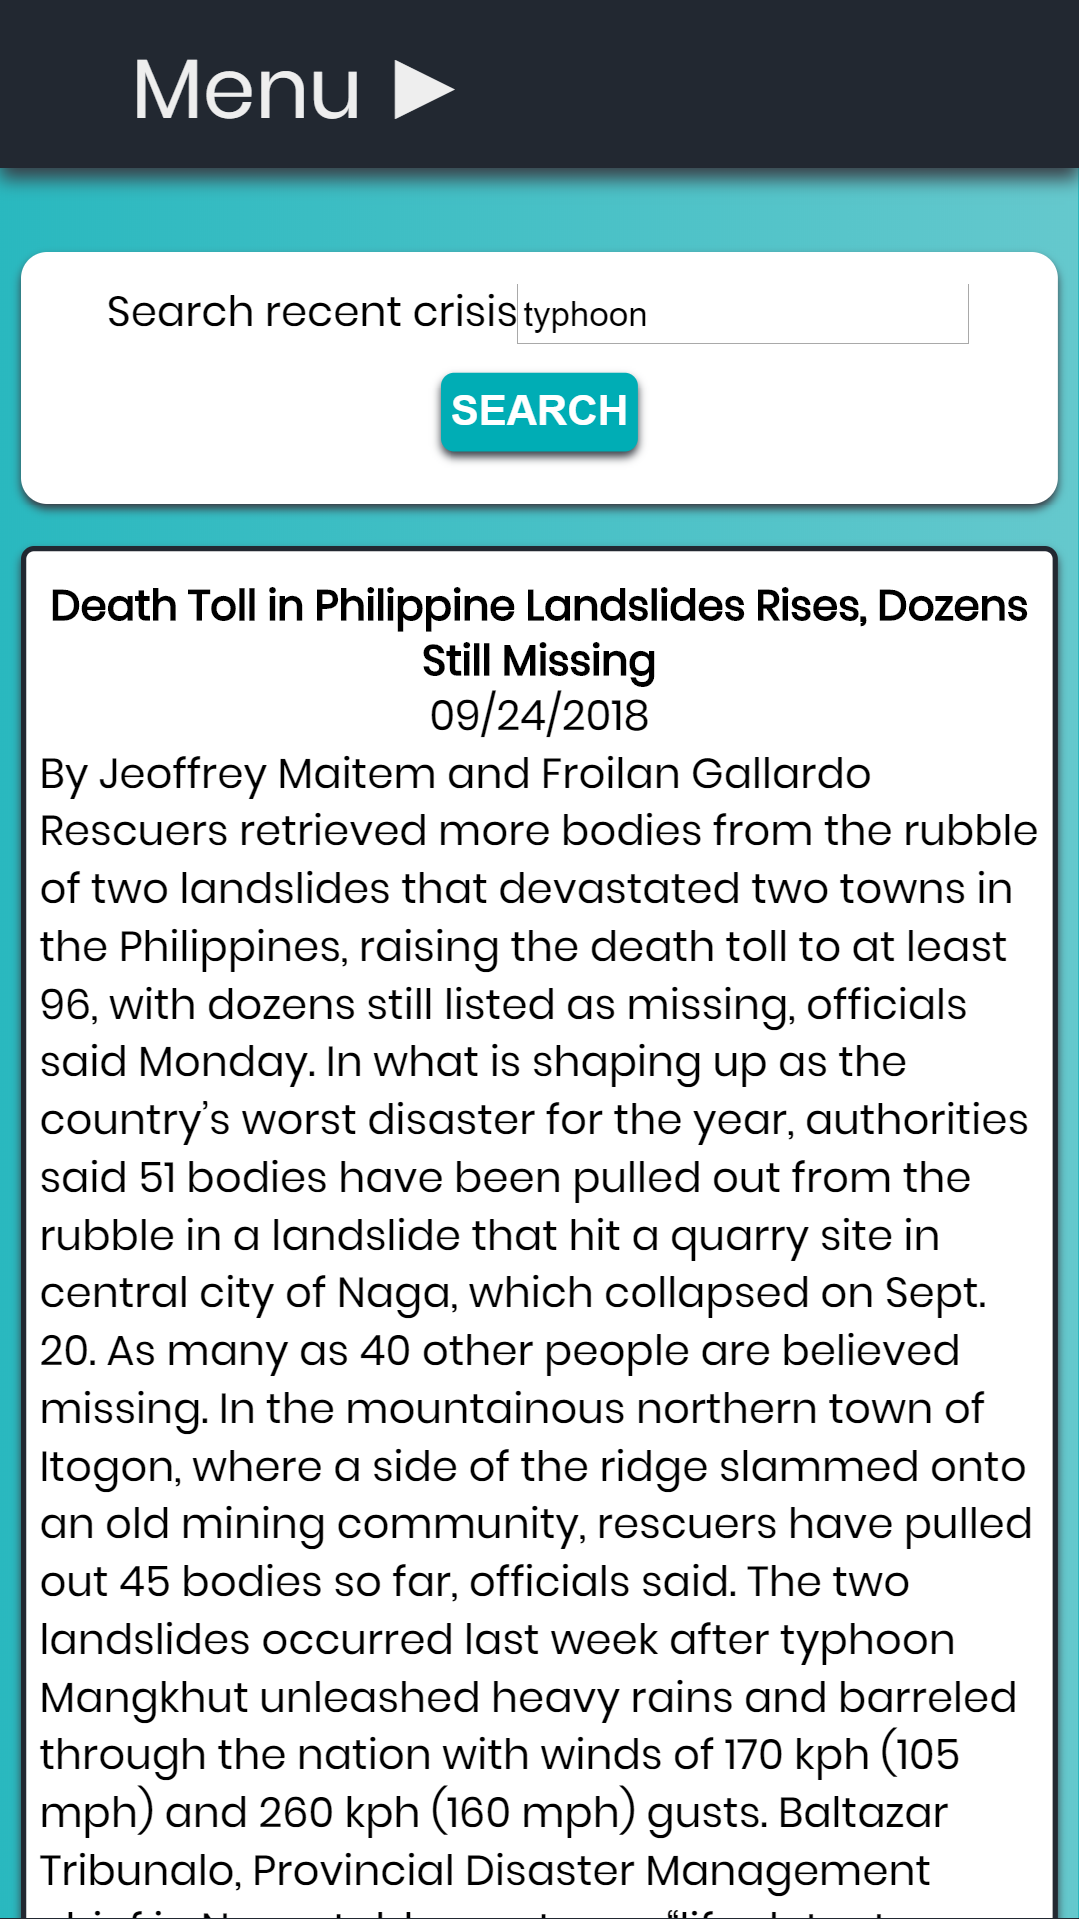 Menu ►
Search recent crisis typhoon
SEARCH
Death Toll in Philippine Landslides Rises, Dozens
Still Missing
09/24/2018
By Jeoffrey Maitem and Froilan Gallardo
Rescuers retrieved more bodies from the rubble
of two landslides that devastated two towns in
the Philippines, raising the death toll to at least
96, with dozens still listed as missing, officials
said Monday. In what is shaping up as the
country’s worst disaster for the year, authorities
said 51 bodies have been pulled out from the
rubble in a landslide that hit a quarry site in
central city of Naga, which collapsed on Sept.
20. As many as 40 other people are believed
missing. In the mountainous northern town of
Itogon, where a side of the ridge slammed onto
an old mining community, rescuers have pulled
out 45 bodies so far, officials said. The two
landslides occurred last week after typhoon
Mangkhut unleashed heavy rains and barreled
through the nation with winds of 170 kph (105
mph) and 260 kph (160 mph) gusts. Baltazar
Tribunalo, Provincial Disaster Management